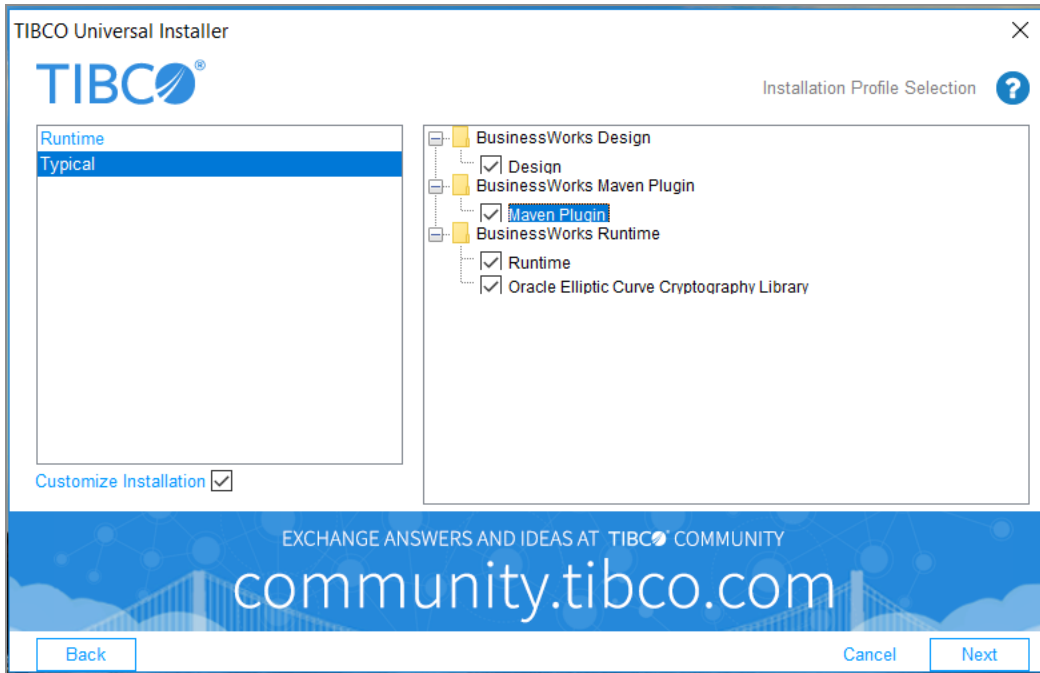 TIBCO Universal Installer
TIBCO®
Installation Profile Selection
?
Runtime
Typical
Customize Installation
BusinessWorks Design
Design
BusinessWorks Maven Plugin
Maven Plugin
BusinessWorks Runtime
Runtime
Oracle Elliptic Curve Cryptography Library
EXCHANGE ANSWERS AND IDEAS AT TIBCO® COMMUNITY
community.tibco.com
Back
Cancel
Next